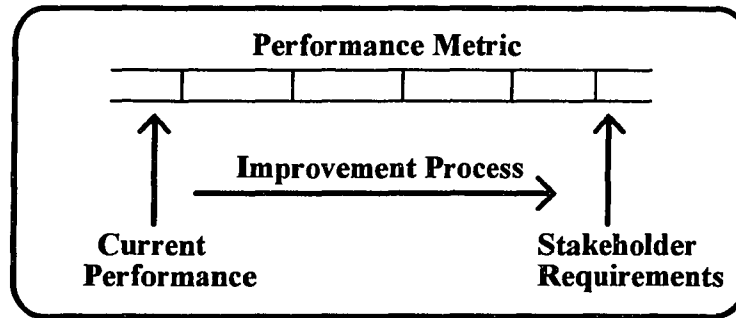 Performance Metric
Improvement Process
Current
Performance
Stakeholder
Requirements